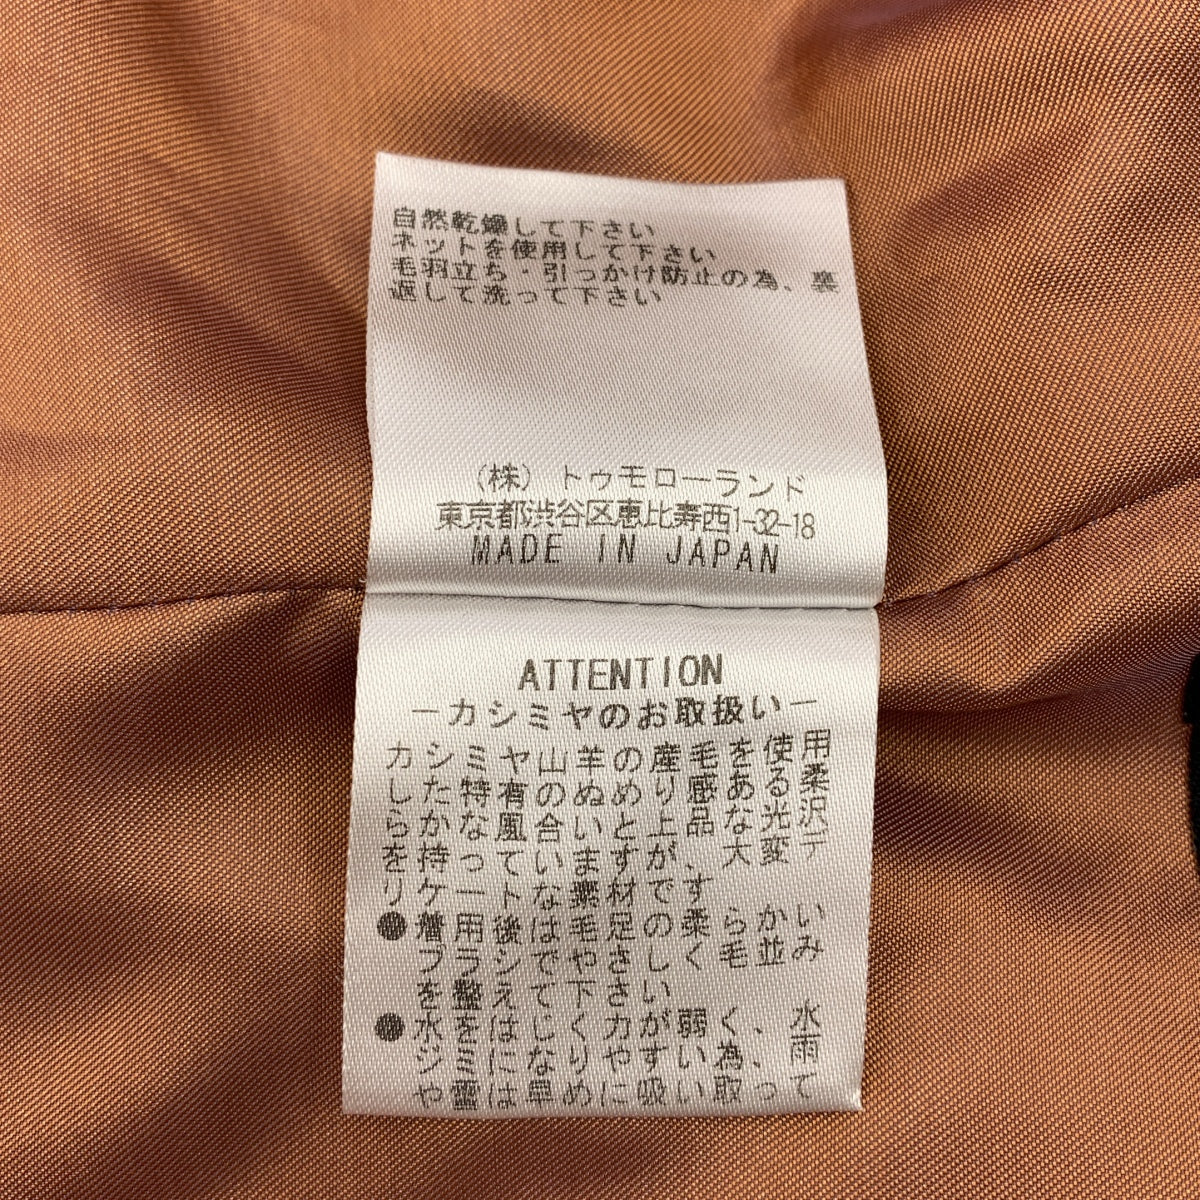 自然乾燥して下さい
ネットを使用して下さい
毛羽立ち・引っかけ防止の為、裏
返して洗って下さい
(株) トゥモローランド
東京都渋谷区恵比寿西1-32-18
MADE IN JAPAN
ATTENTION
ーカシミヤのお取扱いー
カシミヤ山羊の産毛を使用
したた特有のぬめり感ある柔
らかな風合いと上品な光沢
を持っていますが、大変デ
リケートな素材です
●着用後は毛足の柔らかい
ブラシでやさしく毛並み
を整えて下さい
●水をはじく力が弱く、水
ジミになりやすい為、雨
や雪には早めに吸い取って